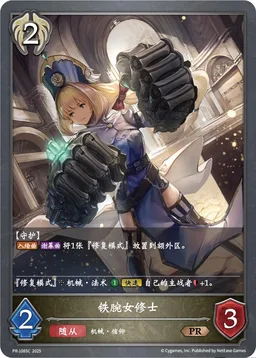 2
【守护】
入场曲 谢幕曲 将1张『修复模式』放置到额外区。
『修复模式』 机械·法术 1 快速 自己的主战者 +1。
铁腕女修士
2 随从 机械·信仰 PR 3
© Cygames, Inc. Published by NetEase Games